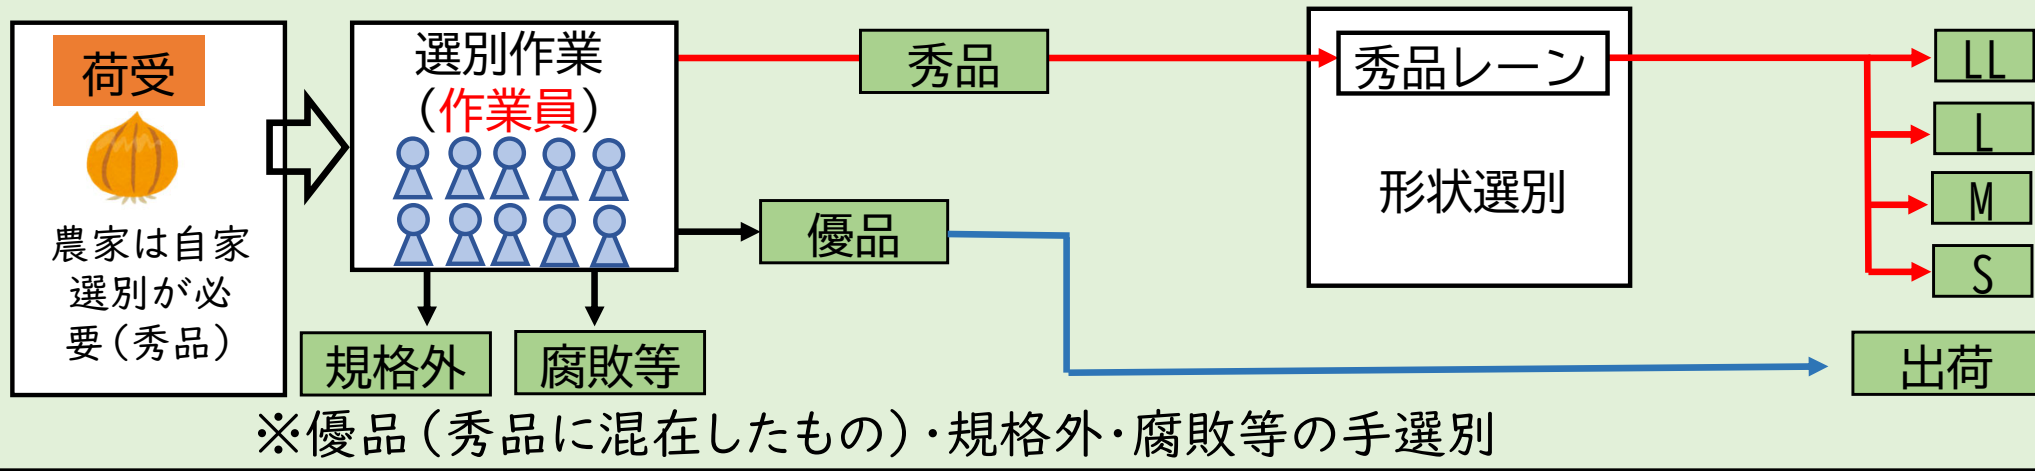 荷受
農家は自家
選別が必
要(秀品)
選別作業
(作業員)
秀品
優品
規格外
腐敗等
秀品レーン
形状選別
LL
L
M
S
出荷
※優品(秀品に混在したもの)・規格外・腐敗等の手選別